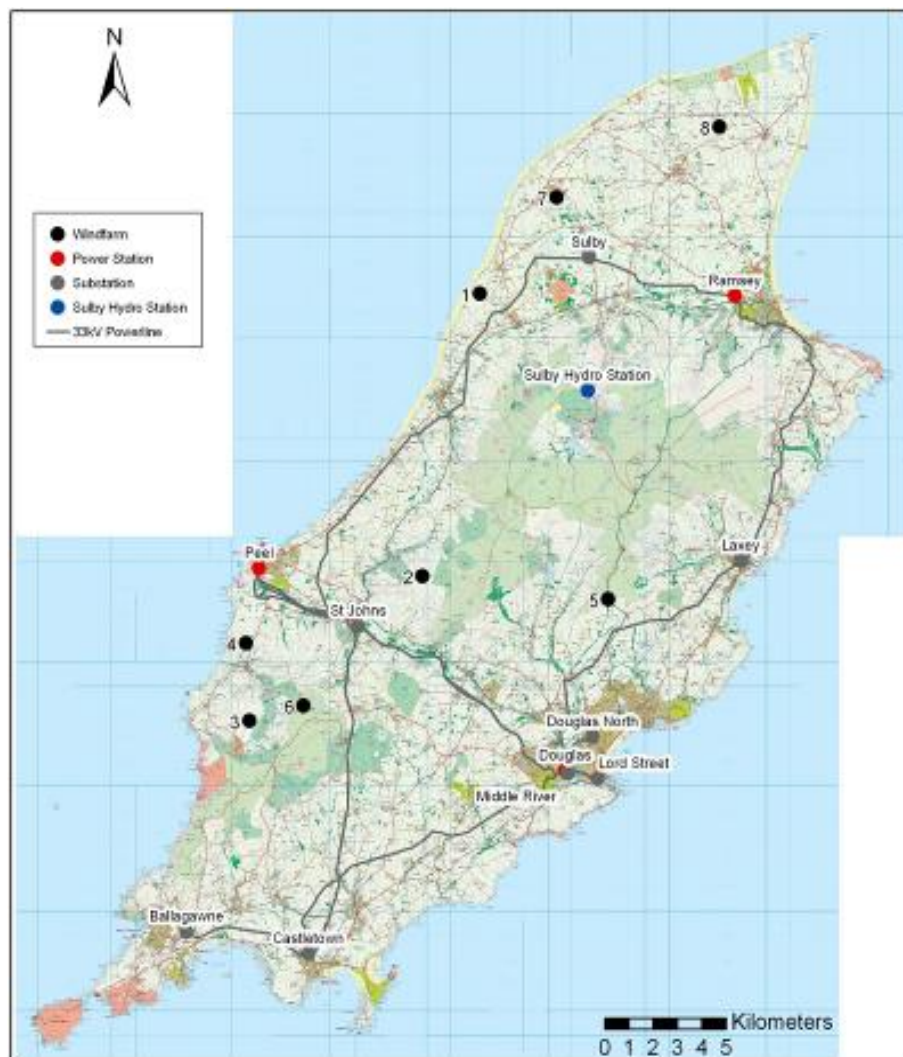 N
Windfarm
Power Station
Substation
Sulby Hydro Station
33kV Powerline
8
7
Sulby
Ramsey
1
Sulby Hydro Station
Peel
2
Laxey
5
St Johns
4
6
3
Douglas North
Douglas
Lord Street
Middle River
Ballagawne
Castletown
Kilometers
0 1 2 3 4 5